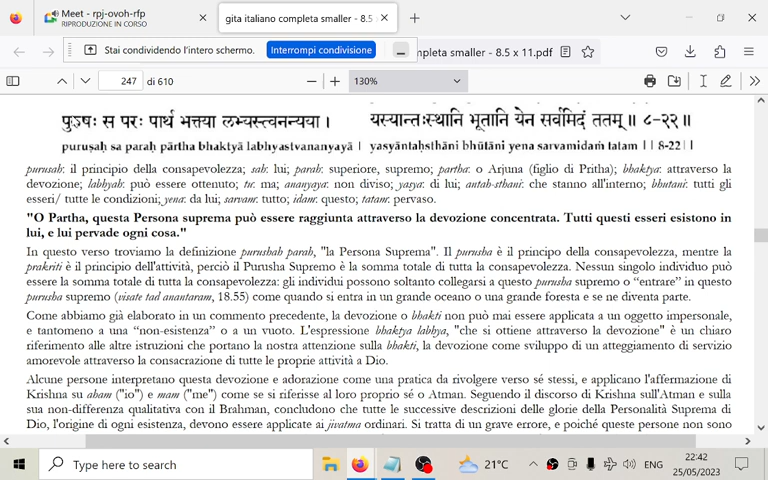 Meet - rpj-ovoh-rfp
RIPRODUZIONE IN CORSO
gita italiano completa smaller - 8.5
Stai condividendo l'intero schermo. Interrompi condivisione
mpleta smaller - 8.5 x 11.pdf
247 di 610
130%
पुरुषः स परः पार्थ भक्त्या लभ्यस्त्वनन्यया। यस्यान्तःस्थानि भूतानि येन सर्वमिदं ततम्॥ ८-२२॥
puruṣaḥ sa paraḥ pārtha bhaktyā labhyastvananyayā | yasyāntaḥsthāni bhūtāni yena sarvamidaṁ tatam || 8-22||
purusah: il principio della consapevolezza; sah: lui; parah: superiore, supremo; partha: o Arjuna (figlio di Pritha); bhaktya: attraverso la
devozione; labhyah: può essere ottenuto; tu: ma; ananyaya: non diviso; yasya: di lui; antah-sthani: che stanno all'interno; bhutani: tutti gli
esseri/ tutte le condizioni; yena: da lui; sarvam: tutto; idam: questo; tatam: pervaso.
"O Partha, questa Persona suprema può essere raggiunta attraverso la devozione concentrata. Tutti questi esseri esistono in
lui, e lui pervade ogni cosa."
In questo verso troviamo la definizione purushah parah, "la Persona Suprema". Il purusha è il principo della consapevolezza, mentre la
prakriti è il principio dell'attività, perciò il Purusha Supremo è la somma totale di tutta la consapevolezza. Nessun singolo individuo può
essere la somma totale di tutta la consapevolezza: gli individui possono soltanto collegarsi a questo purusha supremo o “entrare” in questo
purusha supremo (visate tad anantaram, 18.55) come quando si entra in un grande oceano o una grande foresta e se ne diventa parte.
Come abbiamo già elaborato in un commento precedente, la devozione o bhakti non può mai essere applicata a un oggetto impersonale,
e tantomeno a una “non-esistenza” o a un vuoto. L'espressione bhaktya labhya, "che si ottiene attraverso la devozione" è un chiaro
riferimento alle altre istruzioni che portano la nostra attenzione sulla bhakti, la devozione come sviluppo di un atteggiamento di servizio
amorevole attraverso la consacrazione di tutte le proprie attività a Dio.
Alcune persone interpretano questa devozione e adorazione come una pratica da rivolgere verso sé stessi, e applicano l'affermazione di
Krishna su aham ("io") e mam ("me") come se si riferisse al loro proprio sé o Atman. Seguendo il discorso di Krishna sull'Atman e sulla
sua non-differenza qualitativa con il Brahman, concludono che tutte le successive descrizioni delle glorie della Personalità Suprema di
Dio, l'origine di ogni esistenza, devono essere applicate ai jivatma ordinari. Si tratta di un grave errore, e poiché queste persone non sono
Type here to search
21°C
ENG
22:42
25/05/2023